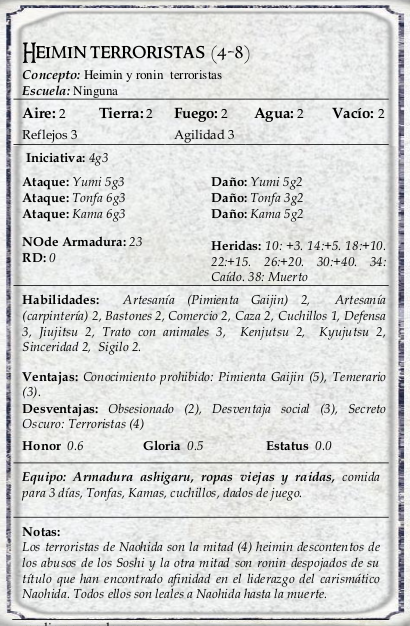 HEIMIN TERRORISTAS (4-8)
Concepto: Heimin y ronin terroristas
Escuela: Ninguna
Aire: 2 Tierra: 2 Fuego: 2 Agua: 2 Vacío: 2
Reflejos 3 Agilidad 3
Iniciativa: 4g3
Ataque: Yumi 5g3 Daño: Yumi 5g2
Ataque: Tonfa 6g3 Daño: Tonfa 3g2
Ataque: Kama 6g3 Daño: Kama 5g2
NOde Armadura: 23
RD: 0
Heridas: 10: +3. 14:+5. 18:+10.
22:+15. 26:+20. 30:+40. 34:
Caído. 38: Muerto
Habilidades: Artesanía (Pimienta Gaijin) 2, Artesanía
(carpintería) 2, Bastones 2, Comercio 2, Caza 2, Cuchillos 1, Defensa
3, Jiujitsu 2, Trato con animales 3, Kenjutsu 2, Kyujutsu 2,
Sinceridad 2, Sigilo 2.
Ventajas: Conocimiento prohibido: Pimienta Gaijin (5), Temerario
(3).
Desventajas: Obsesionado (2), Desventaja social (3), Secreto
Oscuro: Terroristas (4)
Honor 0.6 Gloria 0.5 Estatus 0.0
Equipo: Armadura ashigaru, ropas viejas y raídas, comida
para 3 días, Tonfas, Kamas, cuchillos, dados de juego.
Notas:
Los terroristas de Naohida son la mitad (4) heimin descontentos de
los abusos de los Soshi y la otra mitad son ronin despojados de su
título que han encontrado afinidad en el liderazgo del carismático
Naohida. Todos ellos son leales a Naohida hasta la muerte.